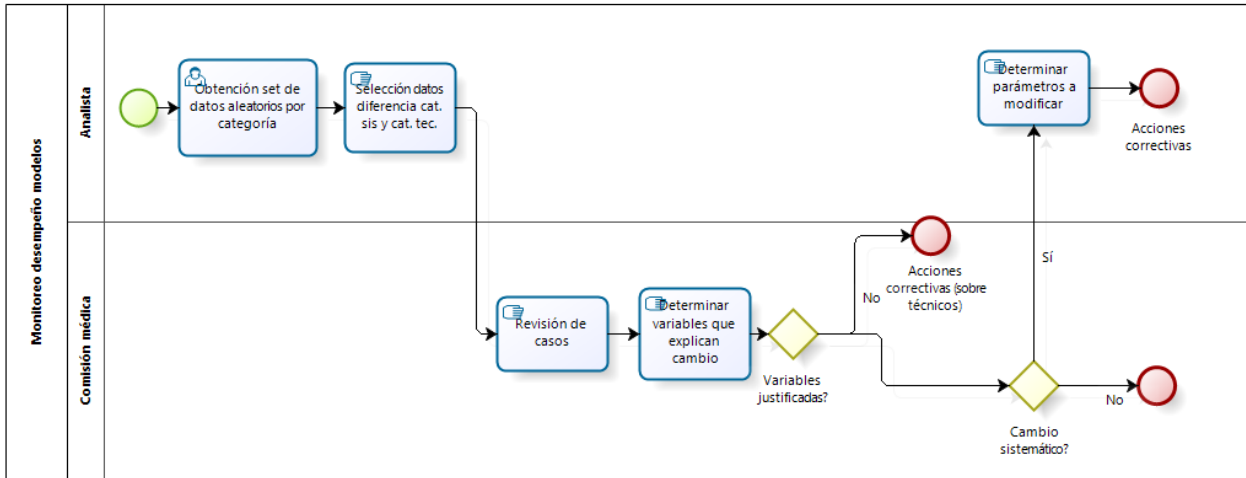 Monitoreo desempeño modelos
Analista
Obtención set de
datos aleatorios por
categoría
Selección datos
diferencia cat.
sis y cat. tec.
Determinar
parámetros a
modificar
Acciones
correctivas
Comisión médica
Revisión de
casos
Determinar
variables que
explican
cambio
Variables
justificadas?
No
Acciones
correctivas (sobre
técnicos)
Sí
Cambio
sistemático?
No